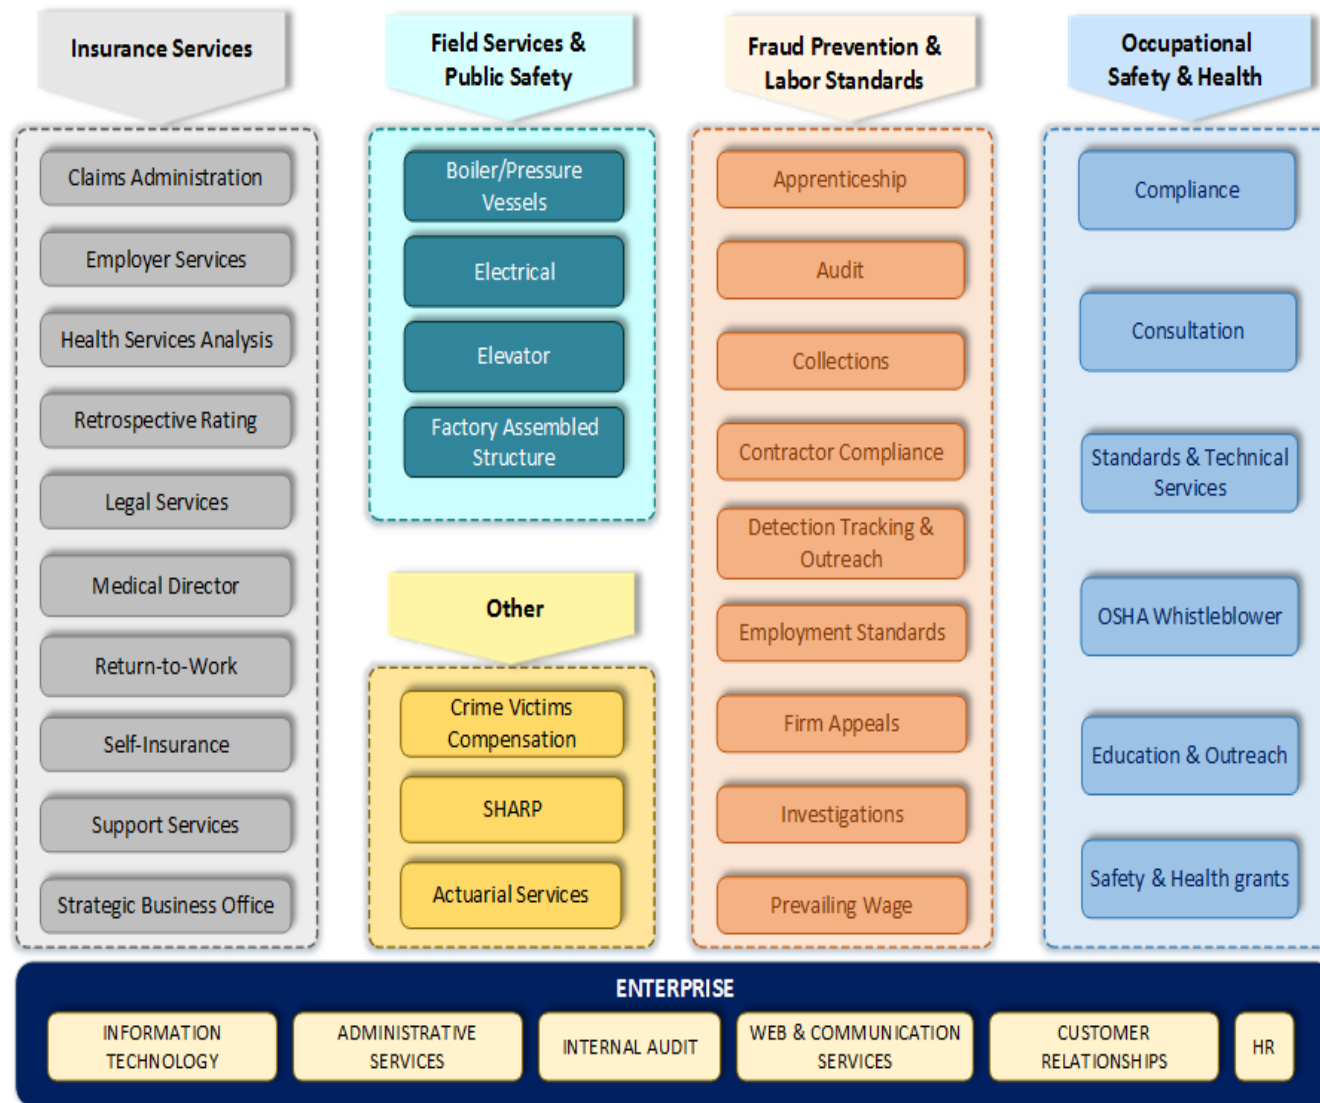 Insurance Services
Claims Administration
Employer Services
Health Services Analysis
Retrospective Rating
Legal Services
Medical Director
Return-to-Work
Self-Insurance
Support Services
Strategic Business Office
Field Services &
Public Safety
Boiler/Pressure
Vessels
Electrical
Elevator
Factory Assembled
Structure
Other
Crime Victims
Compensation
SHARP
Actuarial Services
Fraud Prevention &
Labor Standards
Apprenticeship
Audit
Collections
Contractor Compliance
Detection Tracking &
Outreach
Employment Standards
Firm Appeals
Investigations
Prevailing Wage
Occupational
Safety & Health
Compliance
Consultation
Standards & Technical
Services
OSHA Whistleblower
Education & Outreach
Safety & Health grants
ENTERPRISE
INFORMATION
TECHNOLOGY
ADMINISTRATIVE
SERVICES
INTERNAL AUDIT
WEB & COMMUNICATION
SERVICES
CUSTOMER
RELATIONSHIPS
HR